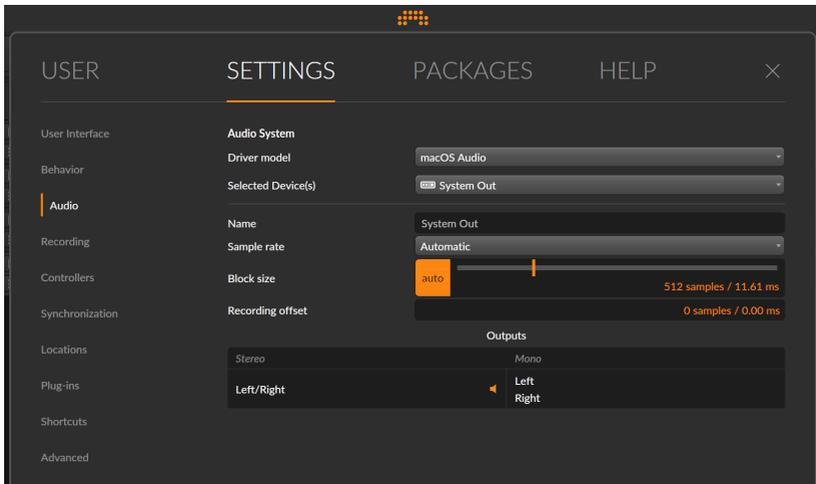 USER
SETTINGS
PACKAGES
HELP
User Interface
Behavior
Audio
Recording
Controllers
Synchronization
Locations
Plug-ins
Shortcuts
Advanced
Audio System
Driver model macOS Audio
Selected Device(s) System Out
Name System Out
Sample rate Automatic
Block size auto 512 samples / 11.61 ms
Recording offset 0 samples / 0.00 ms
Outputs
Stereo Mono
Left/Right Left
Right